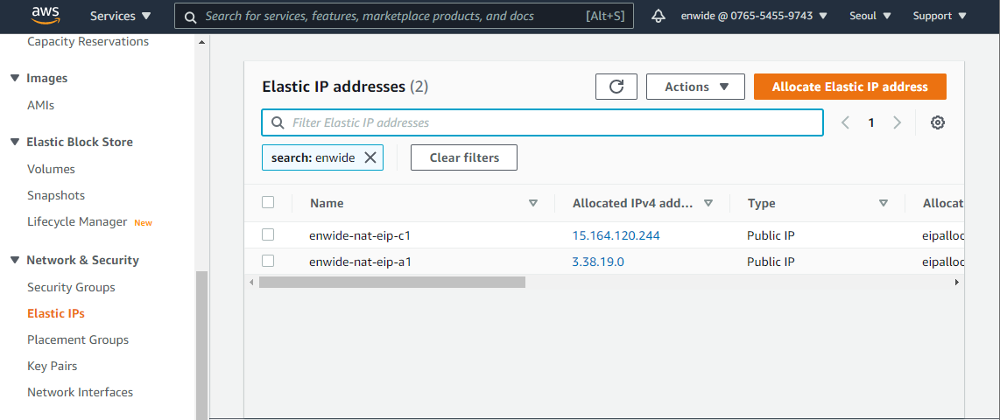 aws
Services
Search for services, features, marketplace products, and docs [Alt+S]
enwide @ 0765-5455-9743
Seoul
Support
Capacity Reservations
Images
AMIs
Elastic Block Store
Volumes
Snapshots
Lifecycle Manager New
Network & Security
Security Groups
Elastic IPs
Placement Groups
Key Pairs
Network Interfaces
Elastic IP addresses (2)
Actions
Allocate Elastic IP address
Filter Elastic IP addresses
1
search: enwide
Clear filters
Name Allocated IPv4 add... Type Allocat
enwide-nat-eip-c1 15.164.120.244 Public IP eipalloc
enwide-nat-eip-a1 3.38.19.0 Public IP eipalloc